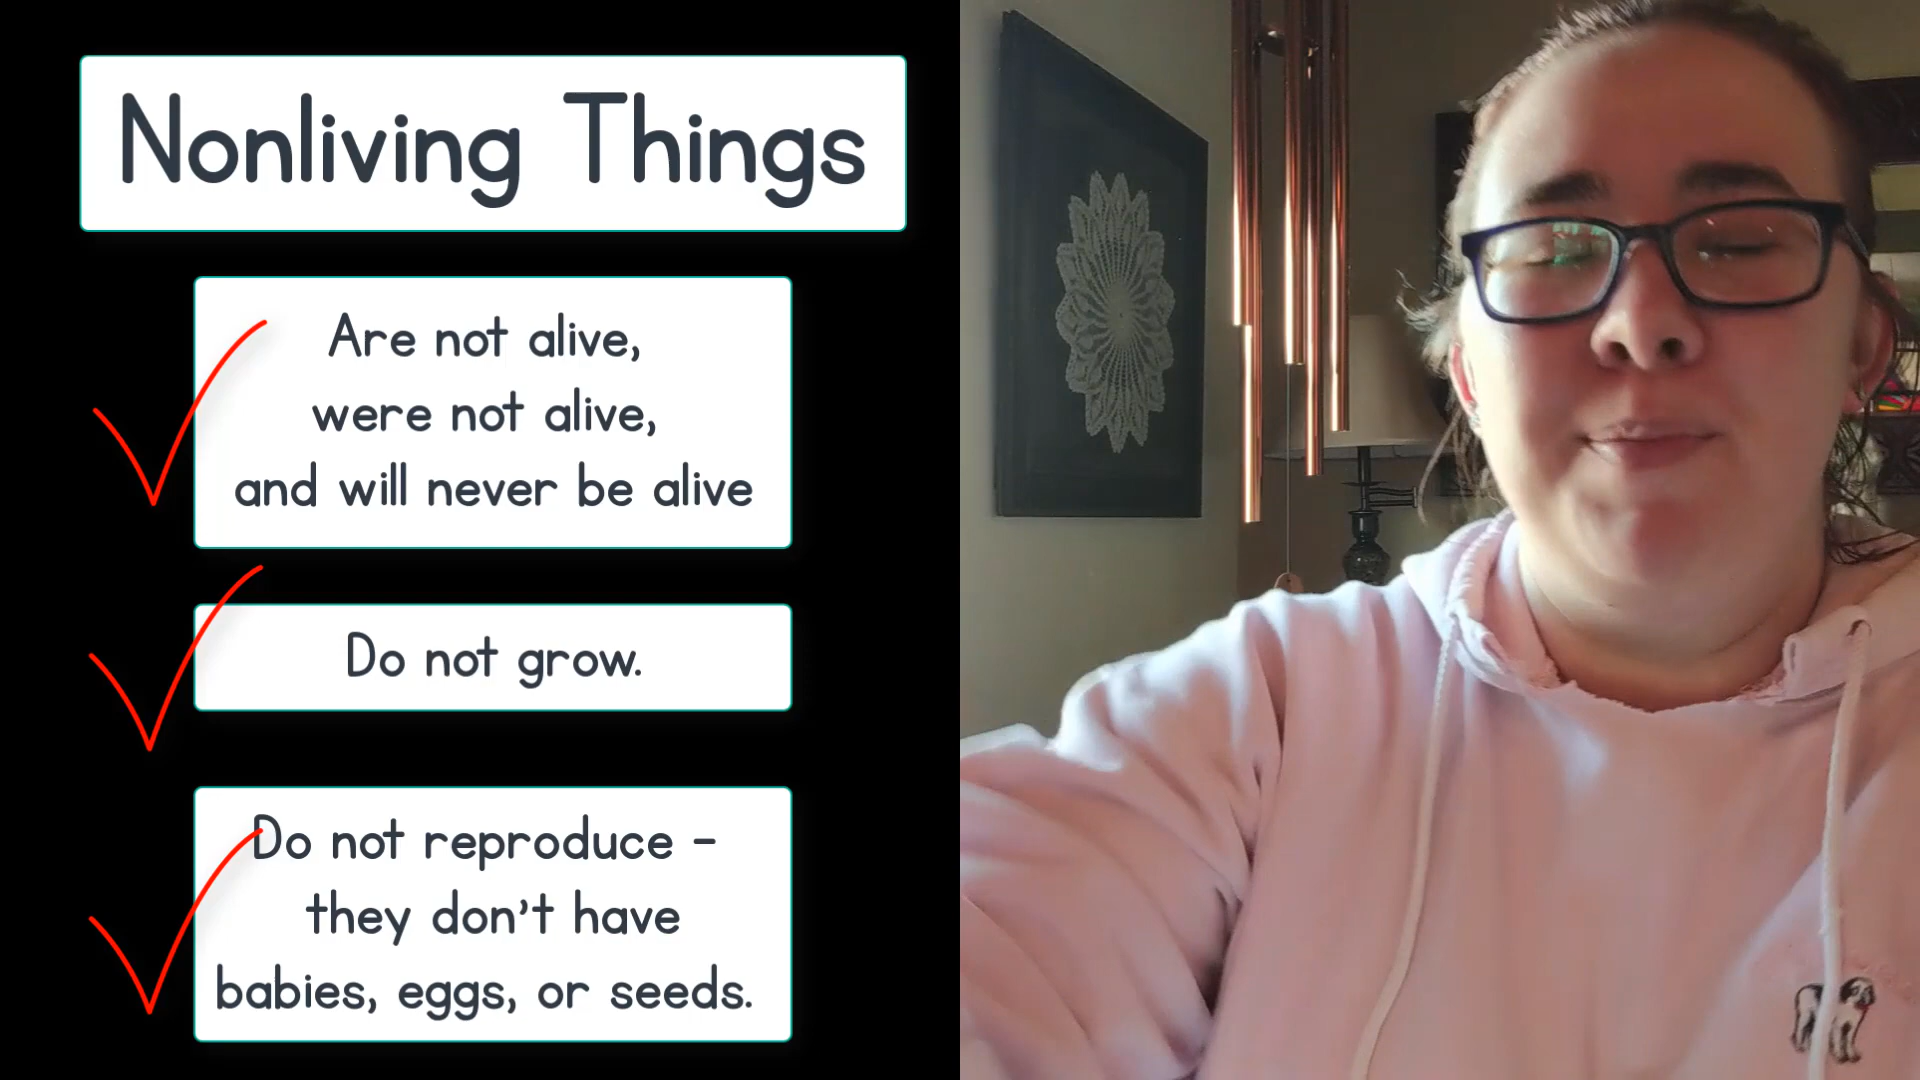 Nonliving Things
Are not alive,
were not alive,
and will never be alive
Do not grow.
Do not reproduce -
they don't have
babies, eggs, or seeds.